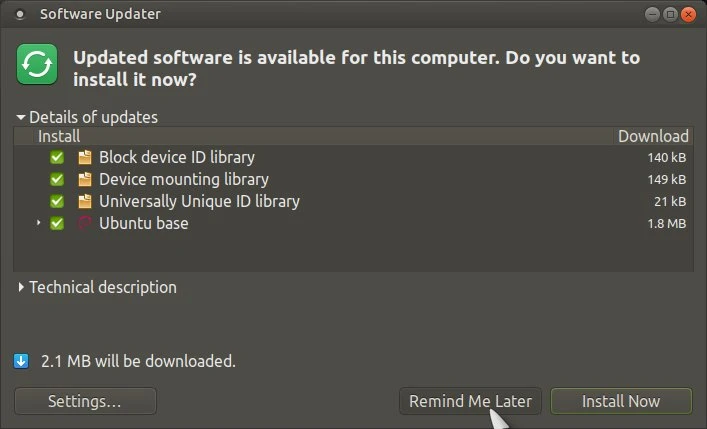 Software Updater
Updated software is available for this computer. Do you want to
install it now?
Details of updates
Install Download
Block device ID library 140 kB
Device mounting library 149 kB
Universally Unique ID library 21 kB
Ubuntu base 1.8 MB
Technical description
2.1 MB will be downloaded.
Settings... Remind Me Later Install Now